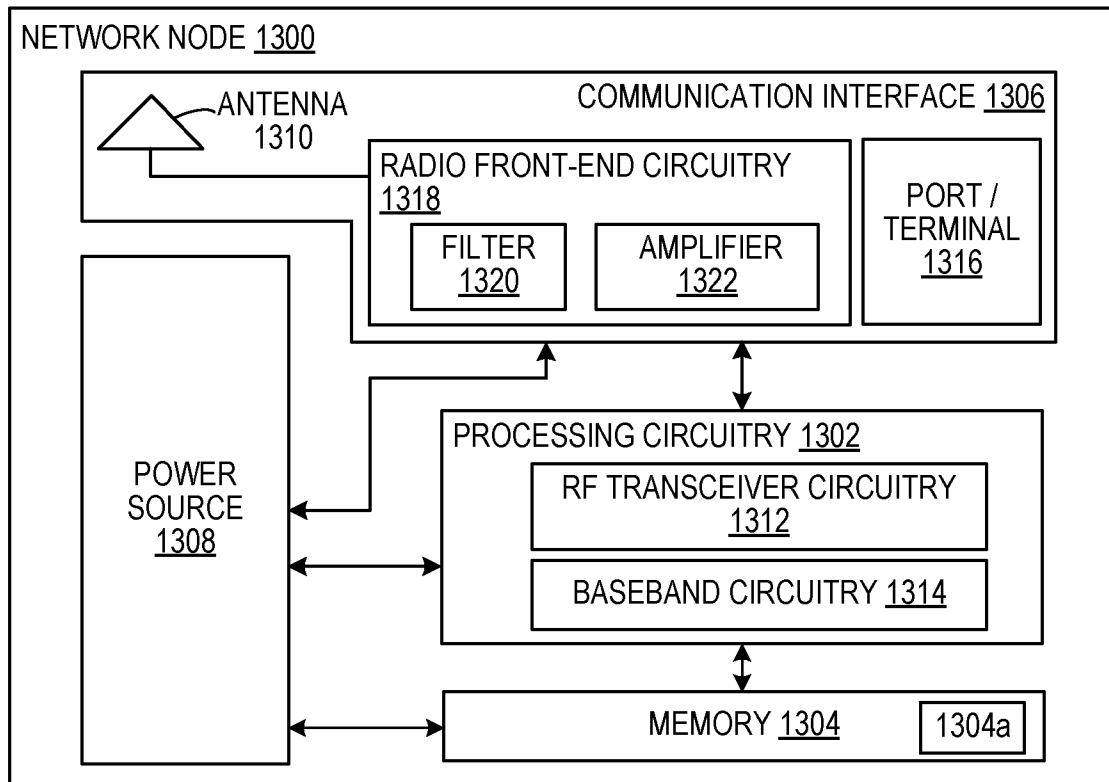 NETWORK NODE 1300
COMMUNICATION INTERFACE 1306
ANTENNA
1310
RADIO FRONT-END CIRCUITRY
1318
FILTER
1320
AMPLIFIER
1322
PORT /
TERMINAL
1316
POWER
SOURCE
1308
PROCESSING CIRCUITRY 1302
RF TRANSCEIVER CIRCUITRY
1312
BASEBAND CIRCUITRY 1314
MEMORY 1304
1304a